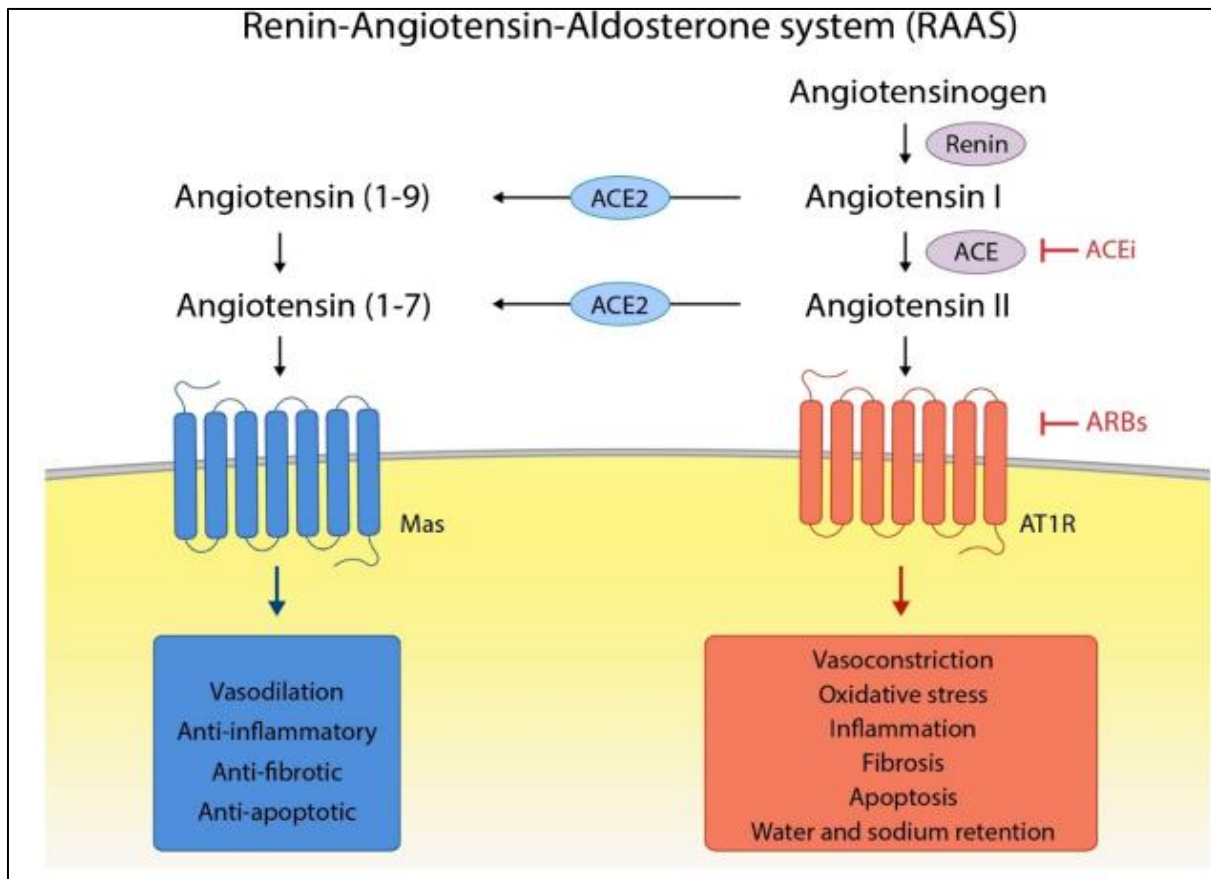 Renin-Angiotensin-Aldosterone system (RAAS)
Angiotensinogen
Renin
Angiotensin (1-9)
ACE2
Angiotensin I
ACE
ACEi
Angiotensin (1-7)
ACE2
Angiotensin II
ARBs
Mas
AT1R
Vasodilation
Anti-inflammatory
Anti-fibrotic
Anti-apoptotic
Vasoconstriction
Oxidative stress
Inflammation
Fibrosis
Apoptosis
Water and sodium retention